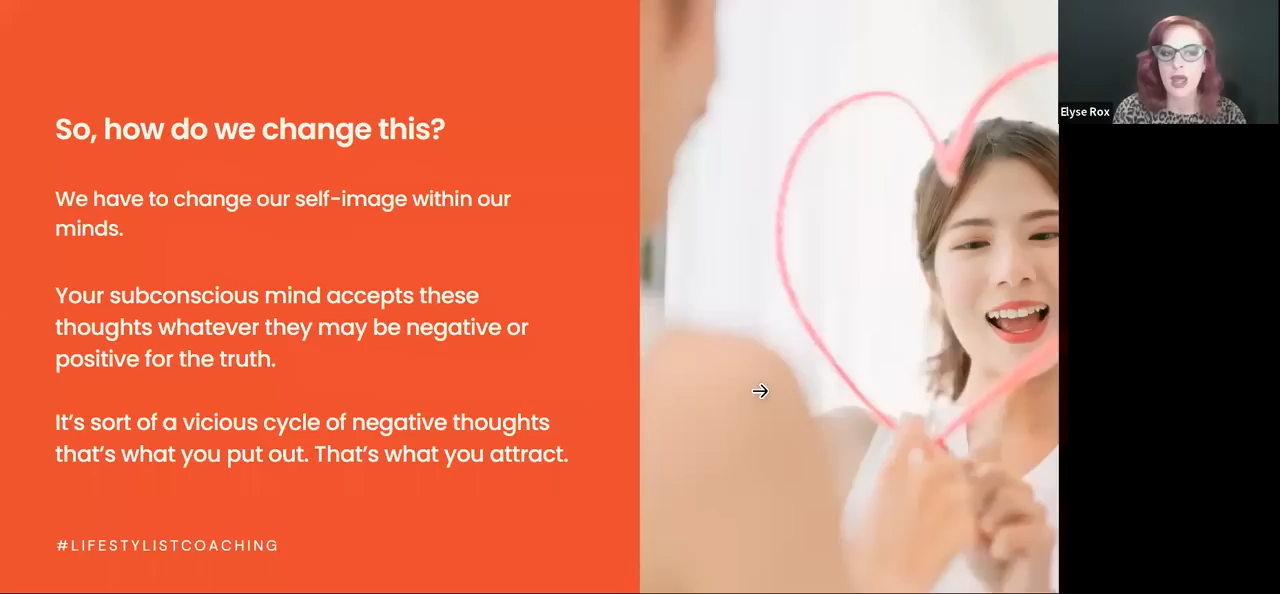 So, how do we change this?
We have to change our self-image within our
minds.
Your subconscious mind accepts these
thoughts whatever they may be negative or
positive for the truth.
It's sort of a vicious cycle of negative thoughts
that's what you put out. That's what you attract.
#LIFESTYLISTCOACHING
Elyse Rox